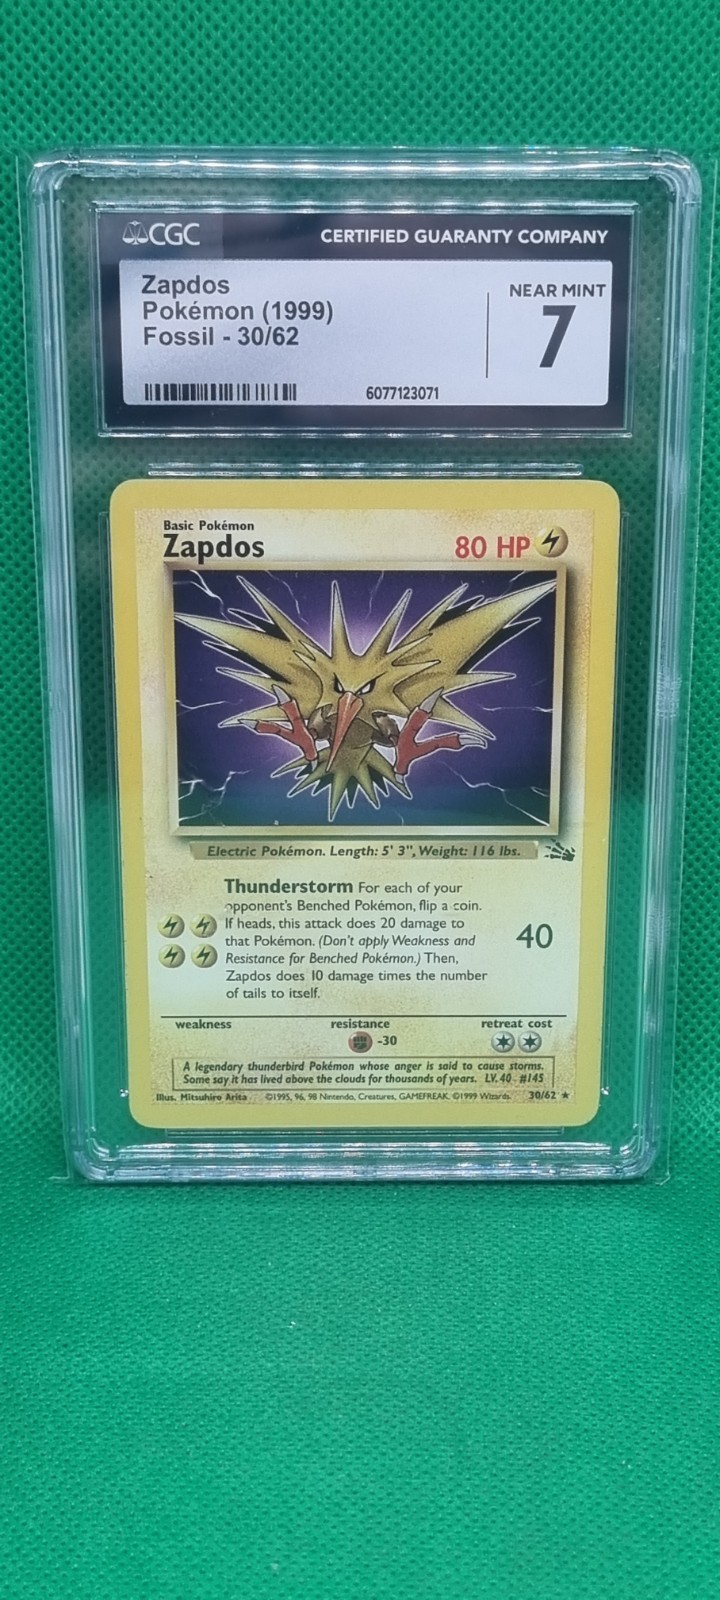 CGC CERTIFIED GUARANTY COMPANY
Zapdos
Pokémon (1999)
Fossil - 30/62
NEAR MINT
7
6077123071
Basic Pokémon
Zapdos 80 HP
Electric Pokémon. Length: 5' 3", Weight: 116 lbs.
Thunderstorm For each of your
opponent's Benched Pokémon, flip a coin.
If heads, this attack does 20 damage to
that Pokémon. (Don't apply Weakness and
Resistance for Benched Pokémon.) Then,
Zapdos does 10 damage times the number
of tails to itself.
40
weakness resistance retreat cost
-30
A legendary thunderbird Pokémon whose anger is said to cause storms.
Some say it has lived above the clouds for thousands of years. LV. 40 #145
Illus. Mitsuhiro Arita ©1995, 96, 98 Nintendo, Creatures, GAMEFREAK. ©1999 Wizards. 30/62 ★